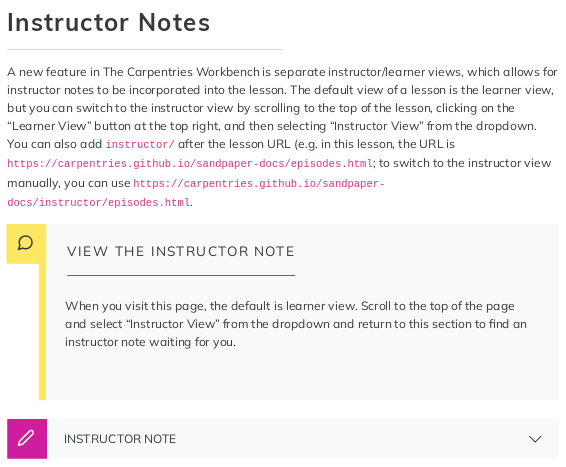 Instructor Notes
A new feature in The Carpentries Workbench is separate instructor/learner views, which allows for
instructor notes to be incorporated into the lesson. The default view of a lesson is the learner view,
but you can switch to the instructor view by scrolling to the top of the lesson, clicking on the
“Learner View” button at the top right, and then selecting “Instructor View” from the dropdown.
You can also add instructor/ after the lesson URL (e.g. in this lesson, the URL is
https://carpentries.github.io/sandpaper-docs/episodes.html; to switch to the instructor view
manually, you can use https://carpentries.github.io/sandpaper-
docs/instructor/episodes.html.
VIEW THE INSTRUCTOR NOTE
When you visit this page, the default is learner view. Scroll to the top of the page
and select “Instructor View” from the dropdown and return to this section to find an
instructor note waiting for you.
INSTRUCTOR NOTE